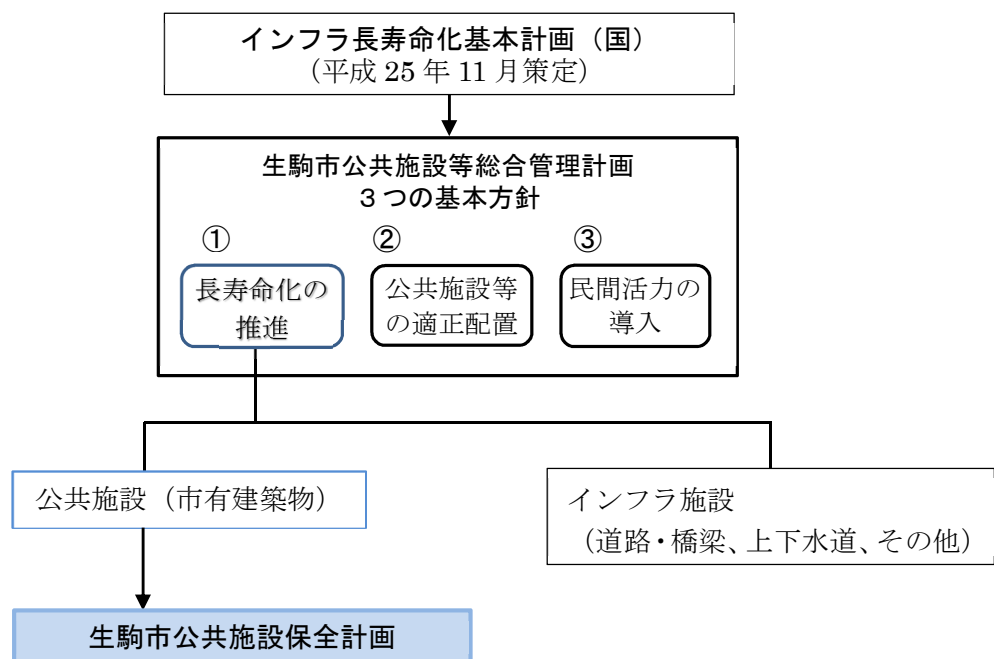 インフラ長寿命化基本計画（国）
（平成 25 年 11 月策定）
生駒市公共施設等総合管理計画
３つの基本方針
①
②
③
長寿命化の
推進
公共施設等
の適正配置
民間活力の
導入
公共施設（市有建築物）
インフラ施設
（道路・橋梁、上下水道、その他）
生駒市公共施設保全計画